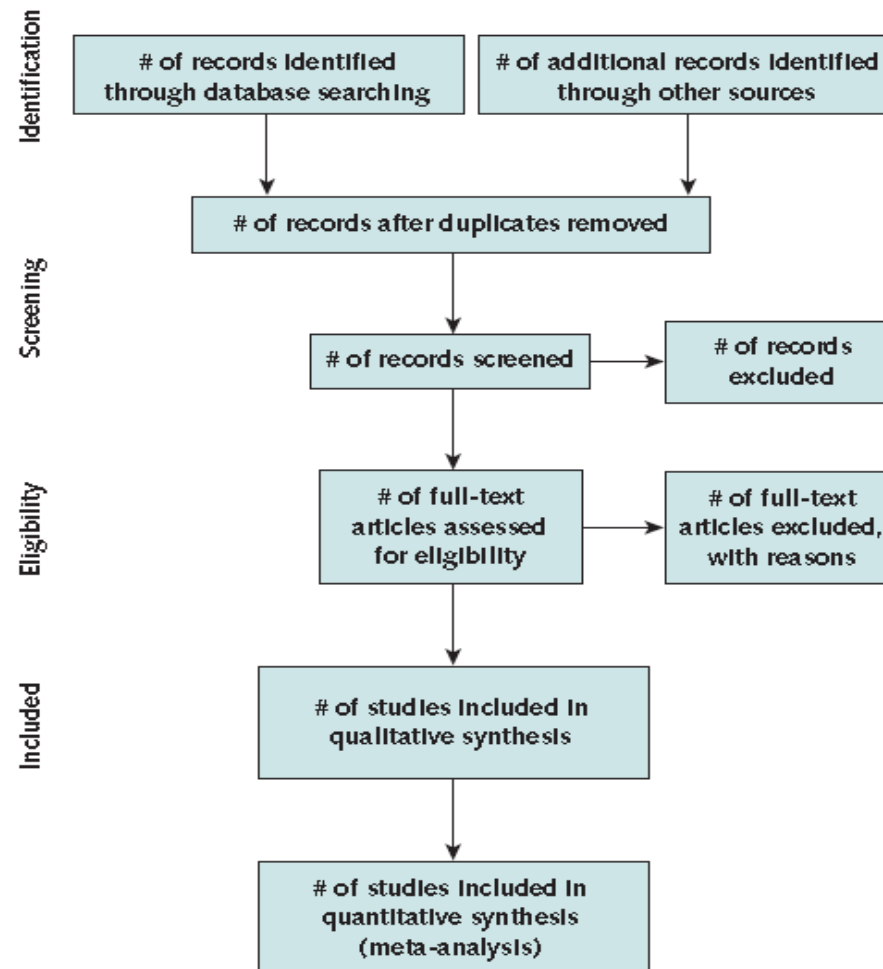 Identification
# of records identified
through database searching
# of additional records identified
through other sources
# of records after duplicates removed
Screening
# of records screened
# of records
excluded
Eligibility
# of full-text
articles assessed
for eligibility
# of full-text
articles excluded,
with reasons
Included
# of studies included in
qualitative synthesis
# of studies included in
quantitative synthesis
(meta-analysis)